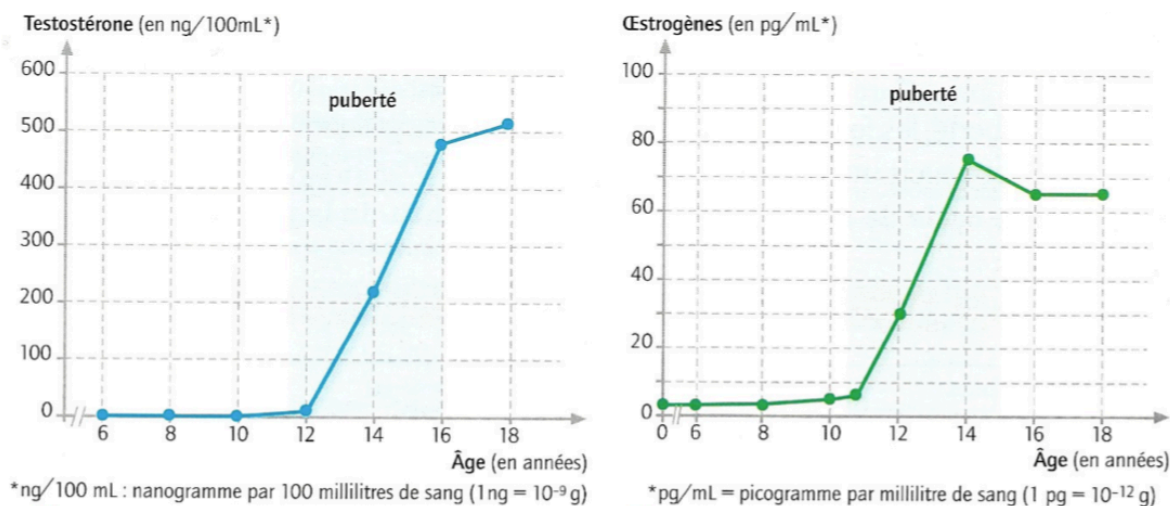 Testostérone (en ng/100mL*)
600
500
400
300
200
100
0
puberté
6 8 10 12 14 16 18
Âge (en années)
*ng/100 mL : nanogramme par 100 millilitres de sang (1ng = 10⁻⁹ g)
Œstrogènes (en pg/mL*)
100
80
60
40
20
0
puberté
0 6 8 10 12 14 16 18
Âge (en années)
*pg/mL = picogramme par millilitre de sang (1 pg = 10⁻¹² g)